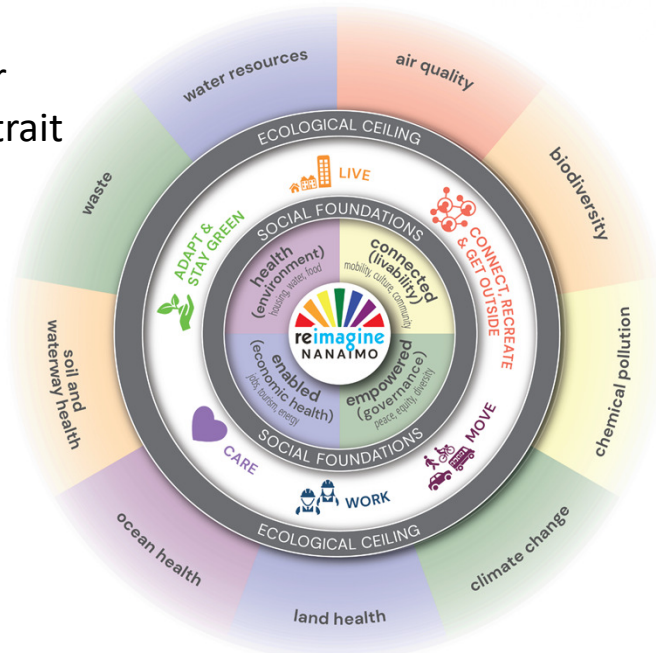 r
trait
water resources
air quality
biodiversity
chemical pollution
climate change
land health
ocean health
soil and
waterway health
waste
ECOLOGICAL CEILING
LIVE
CONNECT, RECREATE
& GET OUTSIDE
MOVE
WORK
CARE
ADAPT &
STAY GREEN
ECOLOGICAL CEILING
SOCIAL FOUNDATIONS
health
(environment)
housing, water, food
connected
(livability)
mobility, culture, community
empowered
(governance)
peace, equity, diversity
enabled
(economic health)
jobs, tourism, energy
SOCIAL FOUNDATIONS
reimagine
NANAIMO